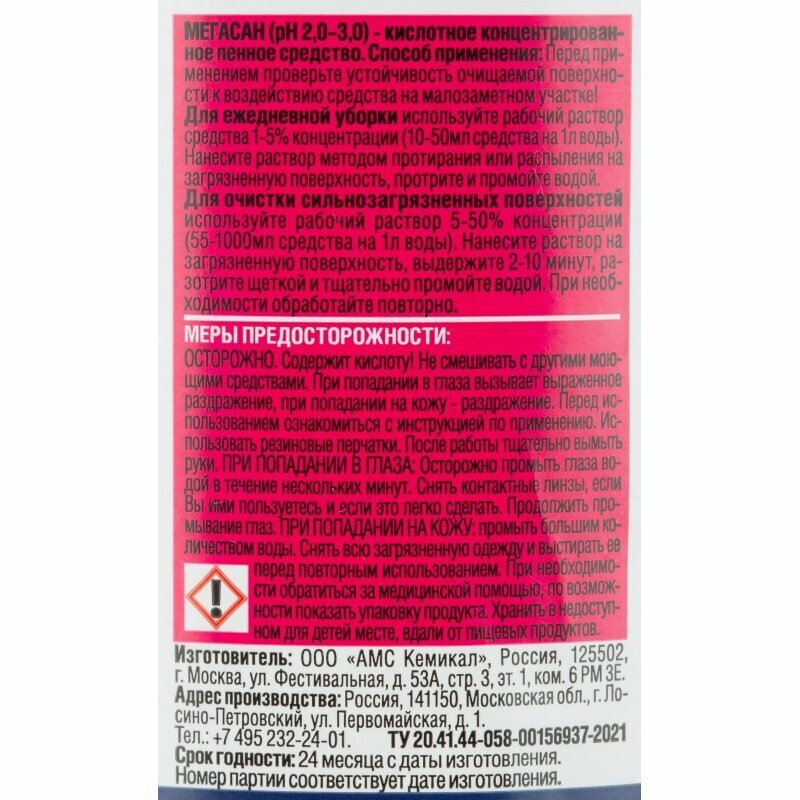 МЕГАСАН (pH 2,0-3,0) - кислотное концентрирован-
ное пенное средство. Способ применения: Перед при-
менением проверьте устойчивость очищаемой поверхнос-
ти к воздействию средства на малозаметном участке!
Для ежедневной уборки используйте рабочий раствор
средства 1-5% концентрации (10-50мл средства на 1л воды).
Нанесите раствор методом протирания или распыления на
загрязненную поверхность, протрите и промойте водой.
Для очистки сильнозагрязненных поверхностей
используйте рабочий раствор 5-50% концентрации
(55-1000мл средства на 1л воды). Нанесите раствор на
загрязненную поверхность, выдержите 2-10 минут, ра-
зотрите щеткой и тщательно промойте водой. При необ-
ходимости обработайте повторно.
МЕРЫ ПРЕДОСТОРОЖНОСТИ:
ОСТОРОЖНО. Содержит кислоту! Не смешивать с другими мою-
щими средствами. При попадании в глаза вызывает выраженное
раздражение, при попадании на кожу - раздражение. Перед ис-
пользованием ознакомиться с инструкцией по применению. Ис-
пользовать резиновые перчатки. После работы тщательно вымыть
руки. ПРИ ПОПАДАНИИ В ГЛАЗА: Осторожно промыть глаза во-
дой в течение нескольких минут. Снять контактные линзы, если
Вы ими пользуетесь и если это легко сделать. Продолжить про-
мывание глаз. ПРИ ПОПАДАНИИ НА КОЖУ: промыть большим ко-
личеством воды. Снять всю загрязненную одежду и выстирать ее
перед повторным использованием. При необходимо-
сти обратиться за медицинской помощью, по возмож-
ности показать упаковку продукта. Хранить в недоступ-
ном для детей месте, вдали от пищевых продуктов.
Изготовитель: ООО «АМС Кемикал», Россия, 125502,
г. Москва, ул. Фестивальная, д. 53А, стр. 3, эт. 1, ком. 6 РМ 3Е.
Адрес производства: Россия, 141150, Московская обл., г. Ло-
сино-Петровский, ул. Первомайская, д. 1.
Тел.: +7 495 232-24-01. ТУ 20.41.44-058-00156937-2021
Срок годности: 24 месяца с даты изготовления.
Номер партии соответствует дате изготовления.